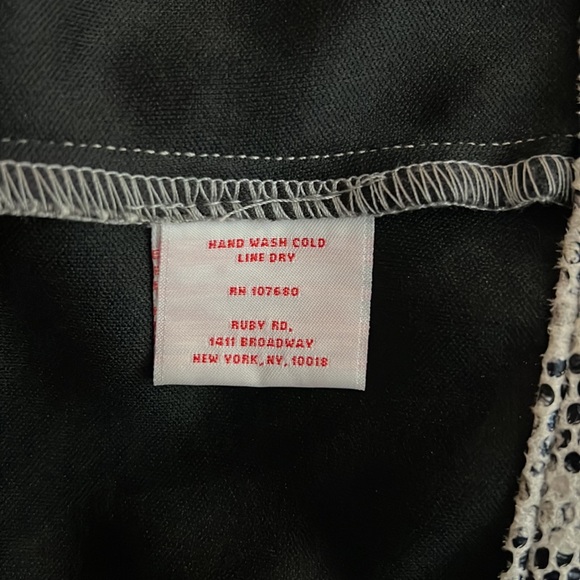 HAND WASH COLD
LINE DRY
RN 107680
RUBY RD.
1411 BROADWAY
NEW YORK, NY, 10018